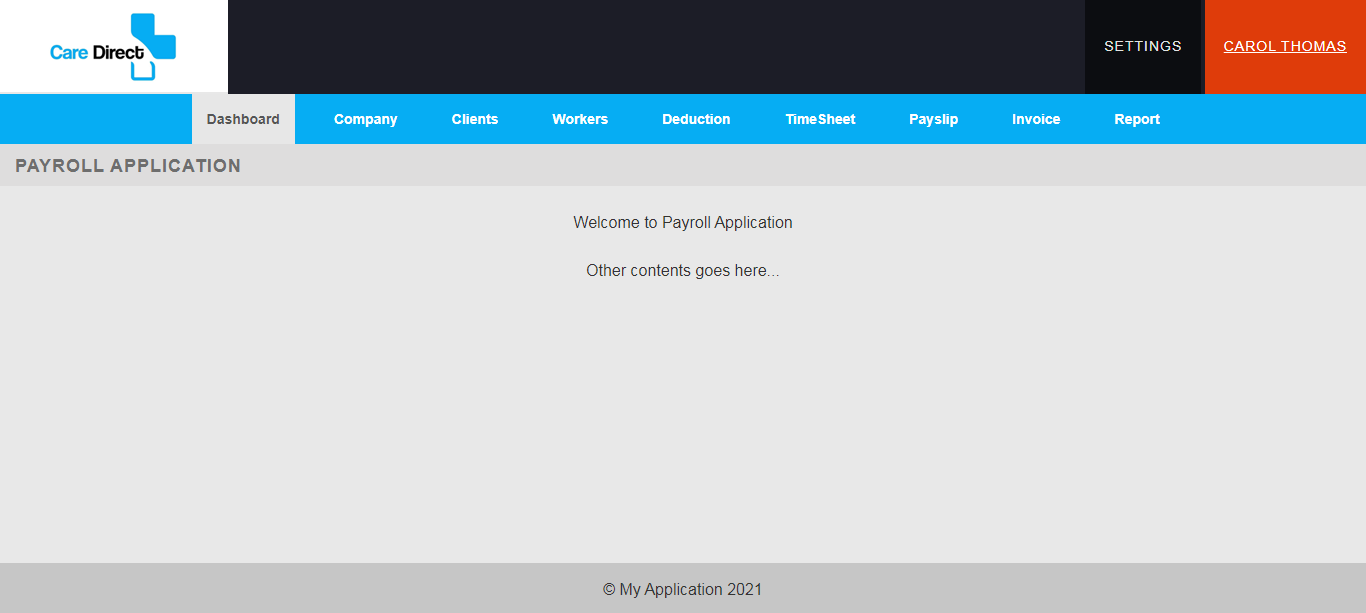 Care Direct
SETTINGS
CAROL THOMAS
Dashboard Company Clients Workers Deduction TimeSheet Payslip Invoice Report
PAYROLL APPLICATION
Welcome to Payroll Application
Other contents goes here...
© My Application 2021